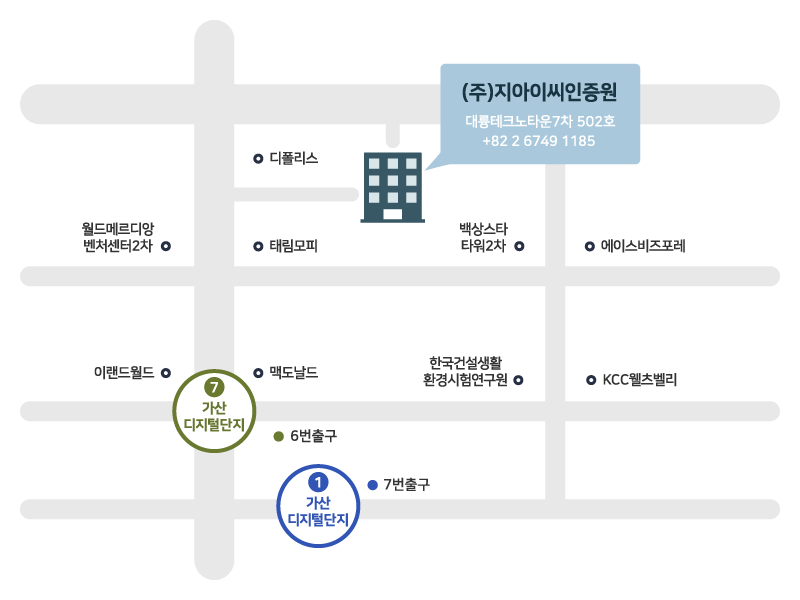 (주)지아이씨인증원
대륭테크노타운7차 502호
+82 2 6749 1185
디폴리스
월드메르디앙
벤처센터2차
태림모피
백상스타
타워2차
에이스비즈포레
이랜드월드
맥도날드
한국건설생활
환경시험연구원
KCC웰츠벨리
7
가산
디지털단지
6번출구
1
가산
디지털단지
7번출구